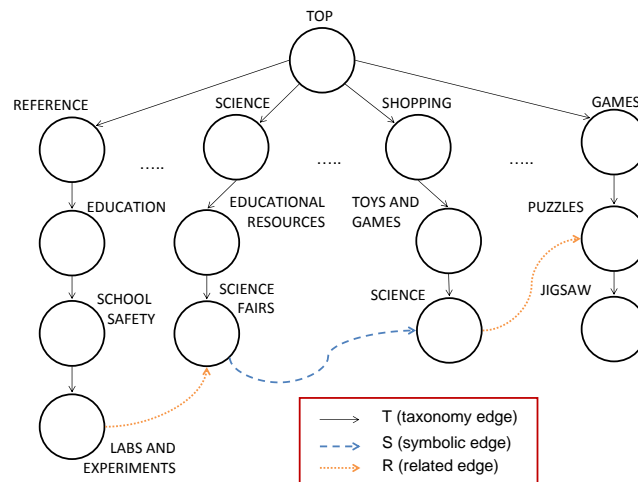 TOP
REFERENCE
SCIENCE
SHOPPING
GAMES
.....
.....
.....
EDUCATION
EDUCATIONAL
RESOURCES
TOYS AND
GAMES
PUZZLES
SCHOOL
SAFETY
SCIENCE
FAIRS
SCIENCE
JIGSAW
LABS AND
EXPERIMENTS
T (taxonomy edge)
S (symbolic edge)
R (related edge)